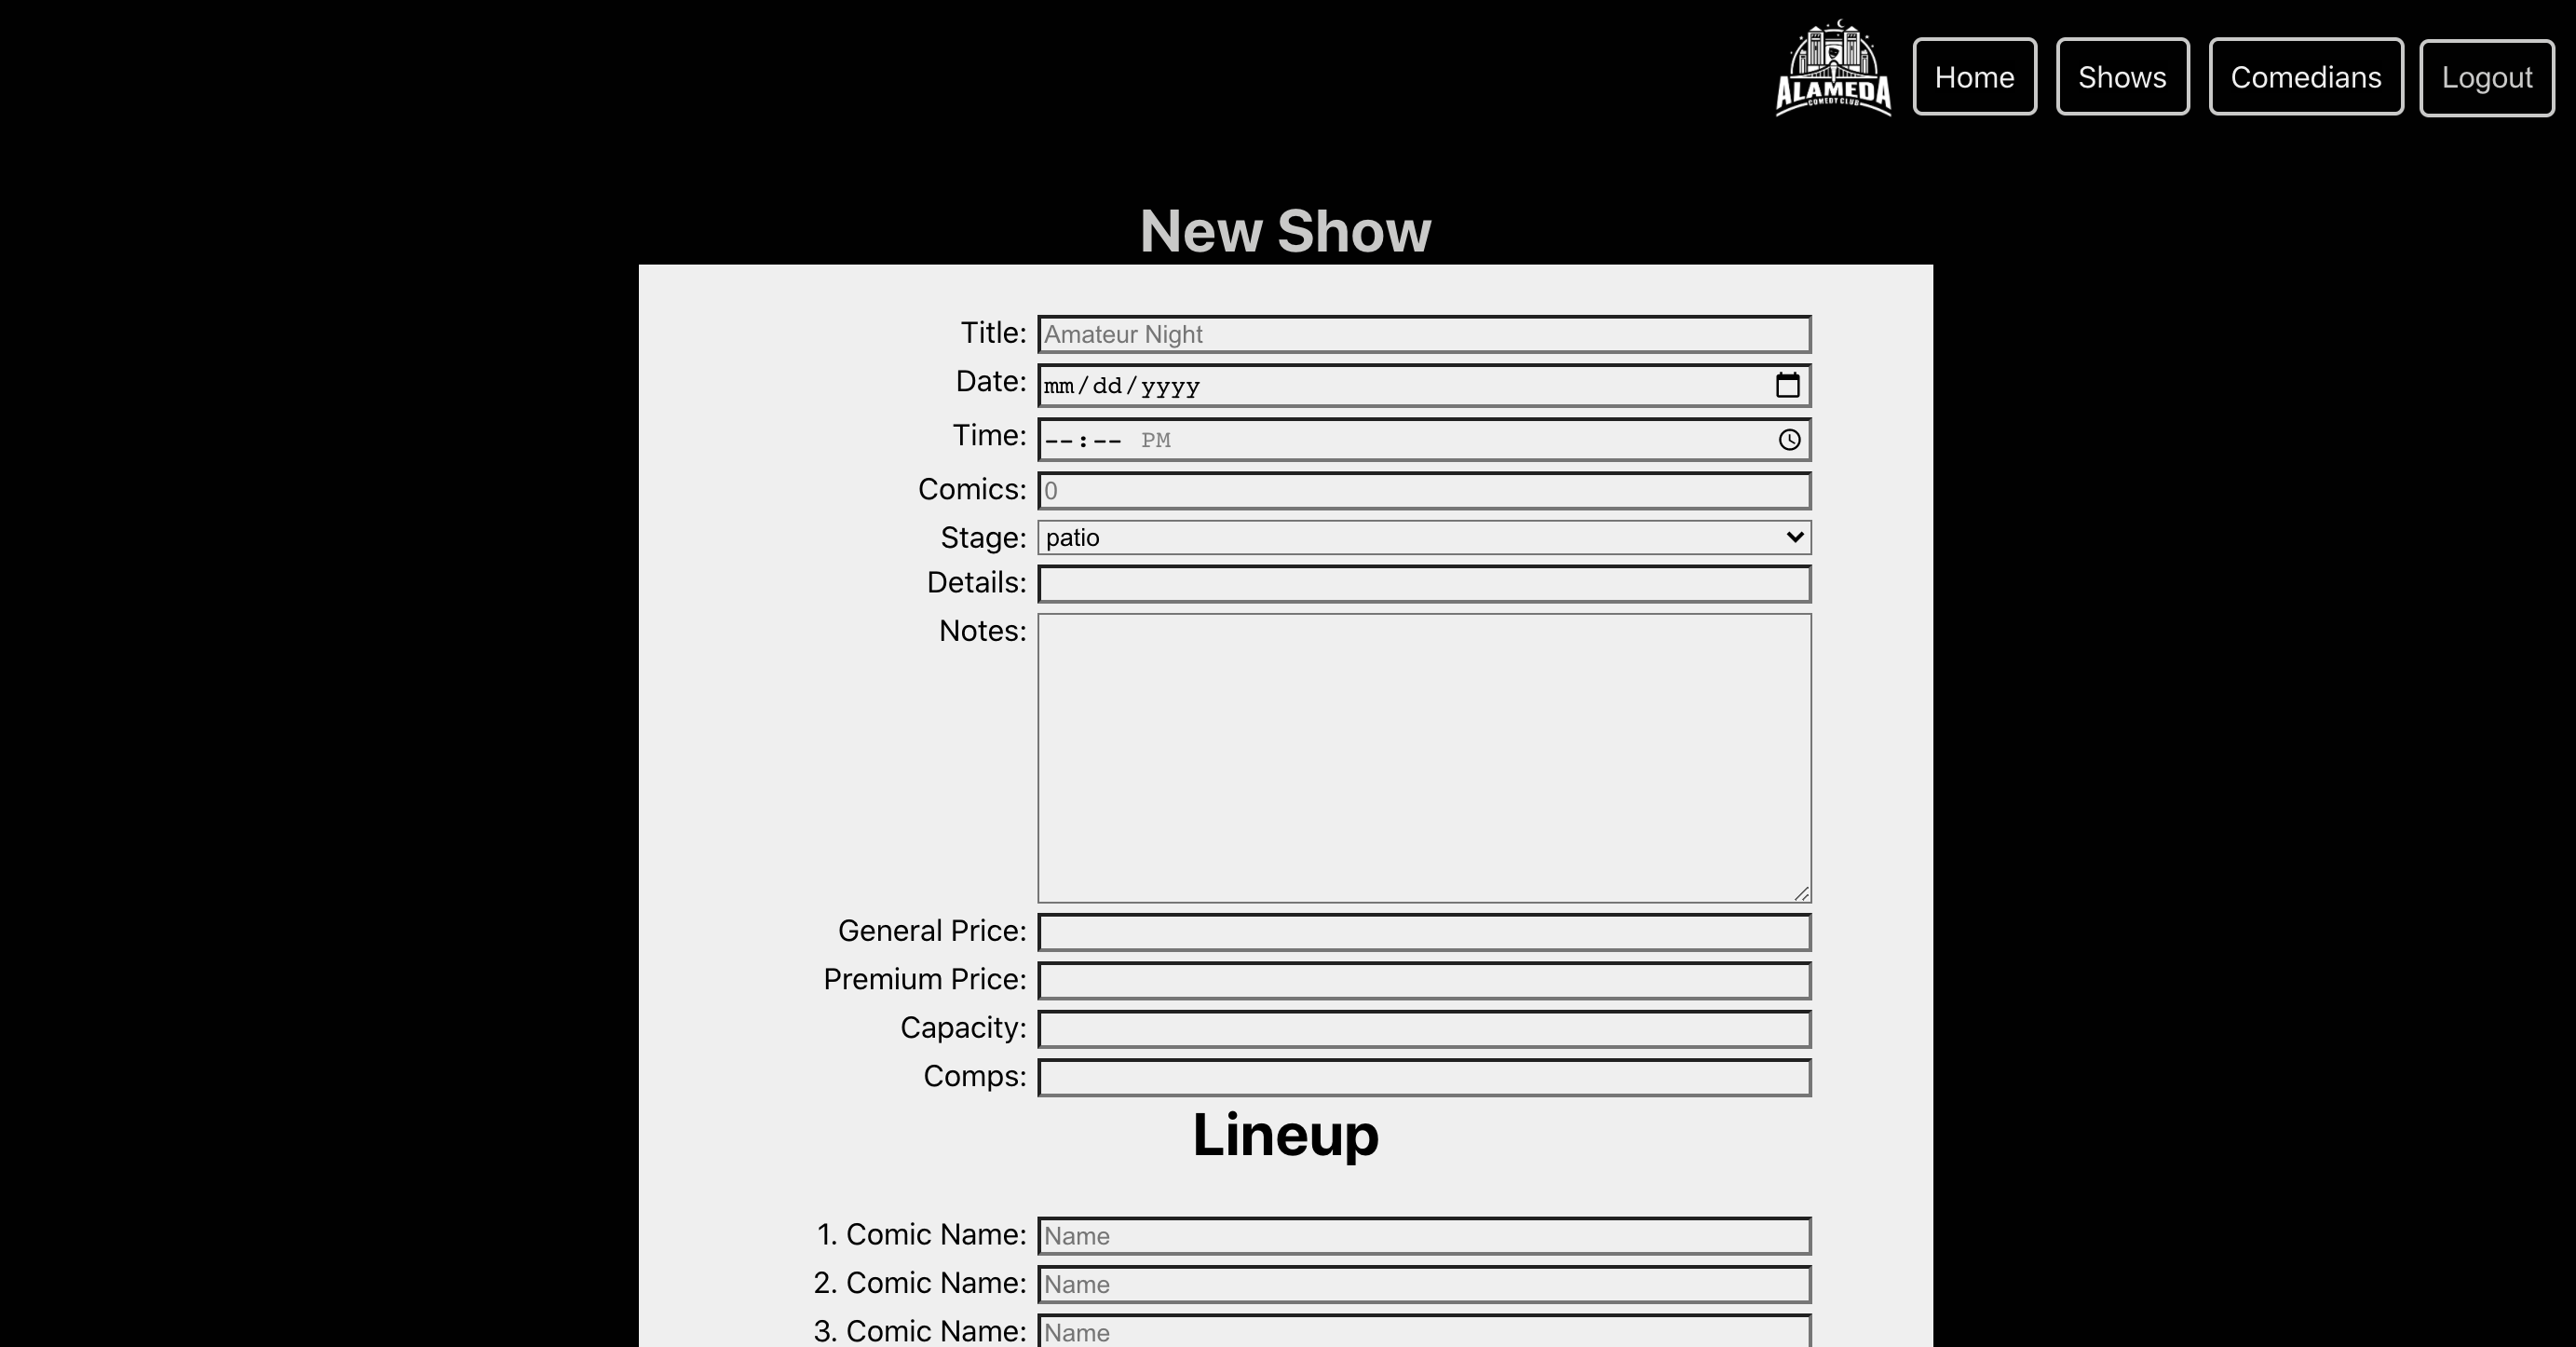 ALAMEDA
COMEDY CLUB
Home
Shows
Comedians
Logout
New Show
Title: Amateur Night
Date: mm/dd/yyyy
Time: --:-- PM
Comics: 0
Stage: patio
Details:
Notes:
General Price:
Premium Price:
Capacity:
Comps:
Lineup
1. Comic Name: Name
2. Comic Name: Name
3. Comic Name: Name